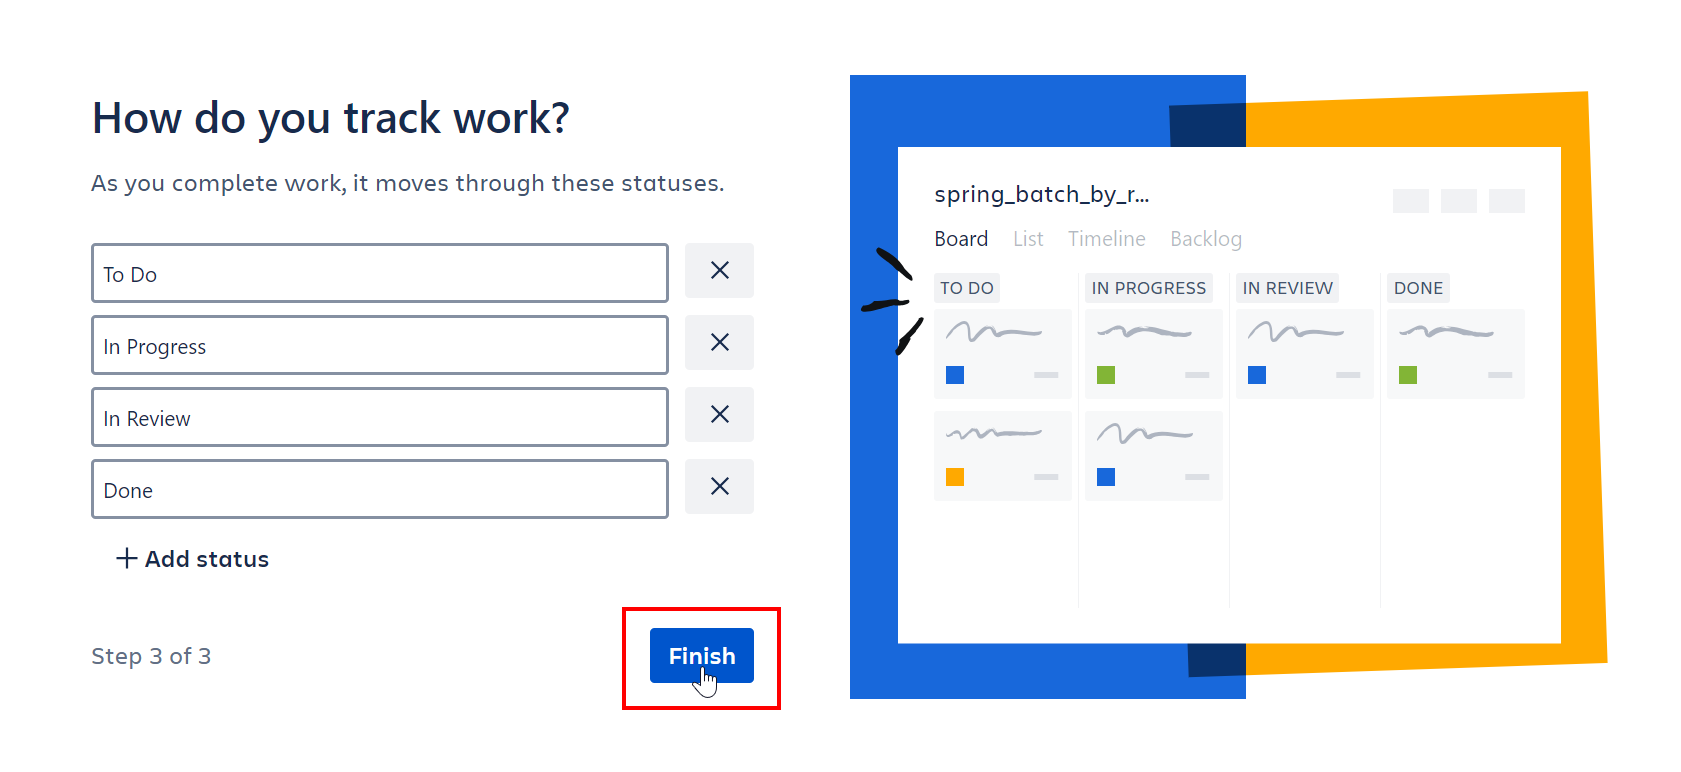 How do you track work?
As you complete work, it moves through these statuses.
To Do
In Progress
In Review
Done
Add status
Step 3 of 3
Finish
spring_batch_by_r...
Board List Timeline Backlog
TO DO IN PROGRESS IN REVIEW DONE